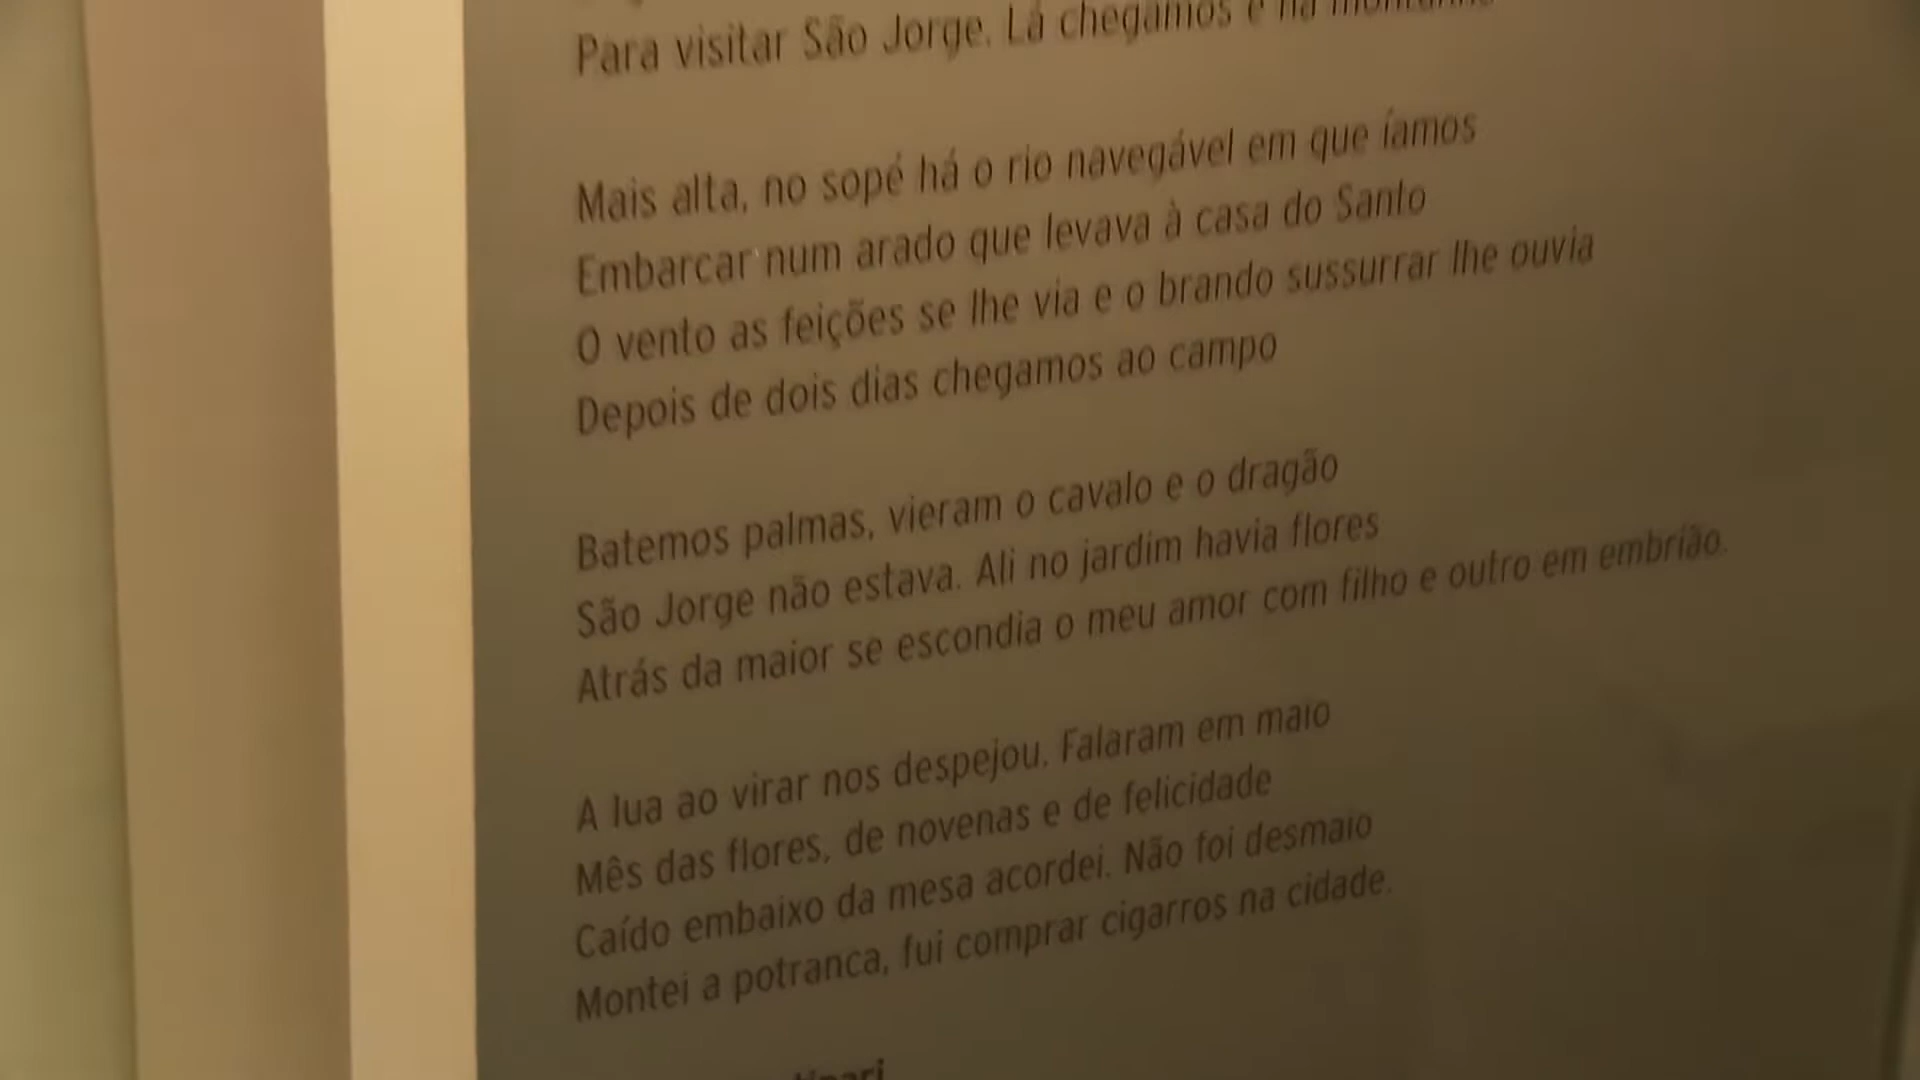 Para visitar São Jorge. Lá chegamos e na
Mais alta, no sopé há o rio navegável em que íamos
Embarcar num arado que levava à casa do Santo
O vento as feições se lhe via e o brando sussurrar lhe ouvia
Depois de dois dias chegamos ao campo
Batemos palmas, vieram o cavalo e o dragão
São Jorge não estava. Ali no jardim havia flores
Atrás da maior se escondia o meu amor com filho e outro em embrião.
A lua ao virar nos despejou. Falaram em maio
Mês das flores, de novenas e de felicidade
Caído embaixo da mesa acordei. Não foi desmaio
Montei a potranca, fui comprar cigarros na cidade.